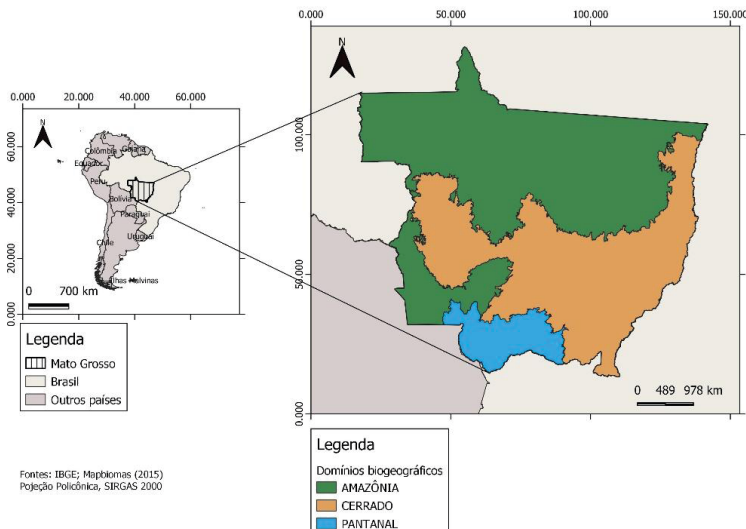 0.000 20.000 40.000 60.000
N
60.000
40.000
20.000
0.000
Colômbia
Guiana
Equador
Peru
Bolívia
Paraguai
Uruguai
Chile
Ilhas Malvinas
0 700 km
Legenda
Mato Grosso
Brasil
Outros países
Fontes: IBGE; Mapbiomas (2015)
Pojeção Policônica, SIRGAS 2000
0.000 50.000 100.000 150.000
N
100.000
50.000
0.000
0 489 978 km
Legenda
Domínios biogeográficos
AMAZÔNIA
CERRADO
PANTANAL